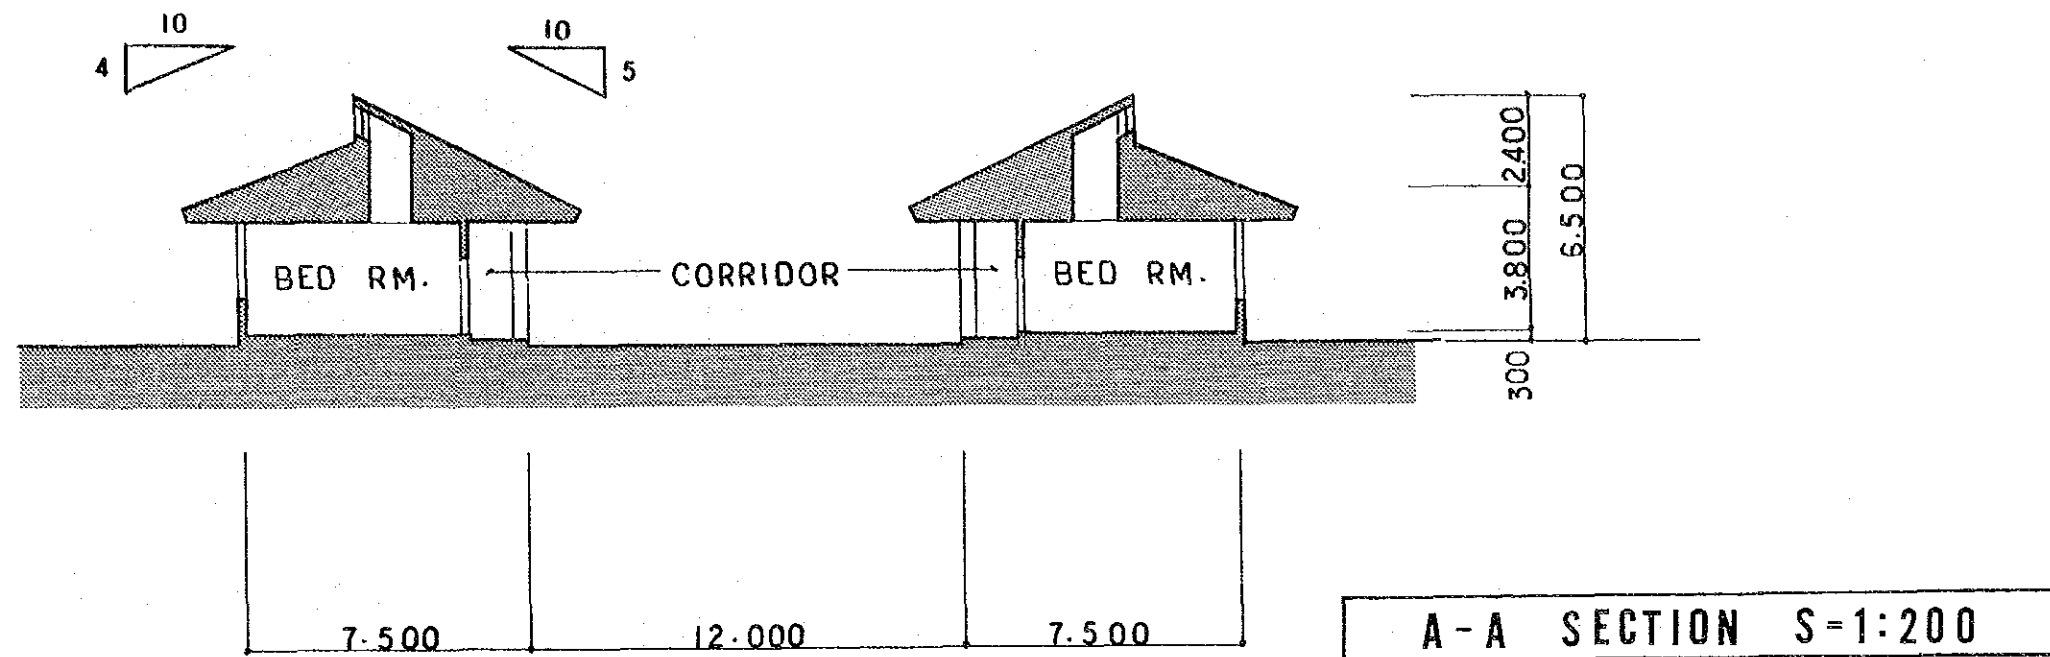 10
4
10
5
2400
3.800
6.500
300
BED RM.
CORRIDOR
BED RM.
7.500
12.000
7.500
A-A SECTION S=1:200